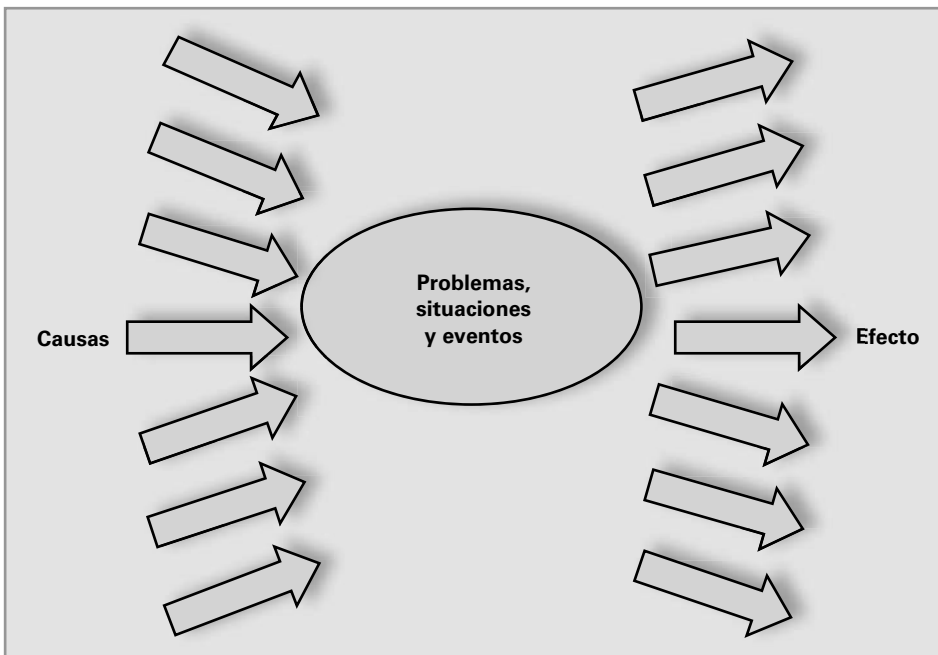 Causas
Problemas,
situaciones
y eventos
Efecto